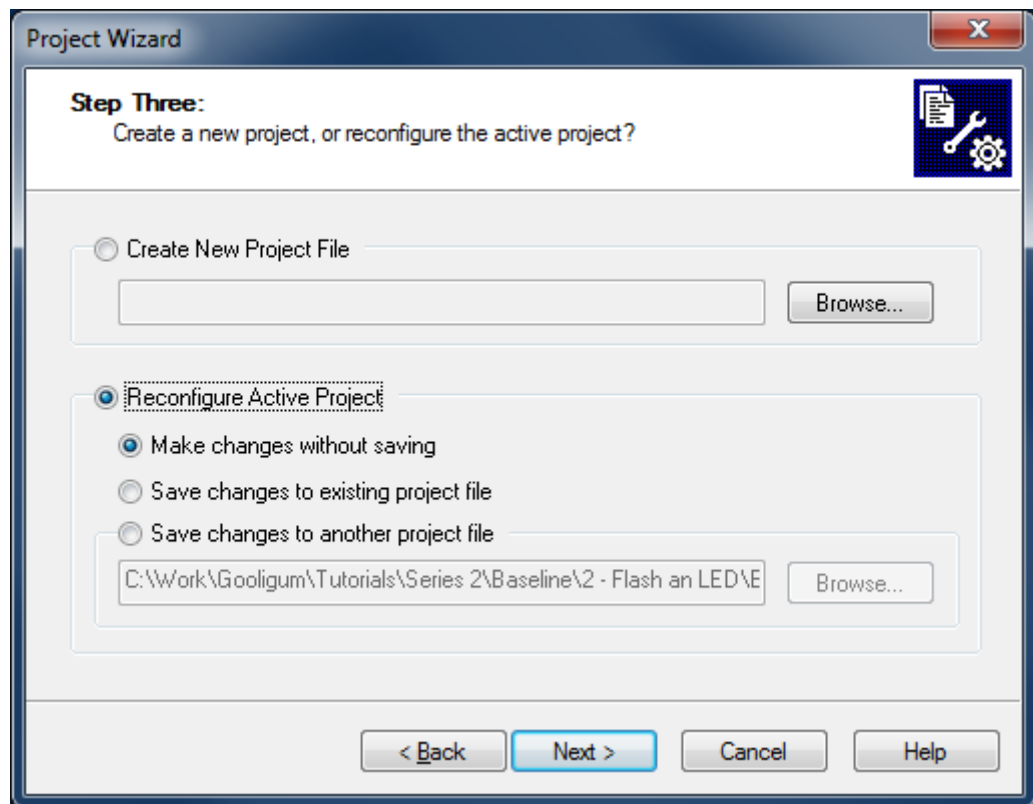 Project Wizard
Step Three:
Create a new project, or reconfigure the active project?
Create New Project File
Browse...
Reconfigure Active Project
Make changes without saving
Save changes to existing project file
Save changes to another project file
C:\Work\Gooligum\Tutorials\Series 2\Baseline\2 - Flash an LED\E
Browse...
< Back
Next >
Cancel
Help